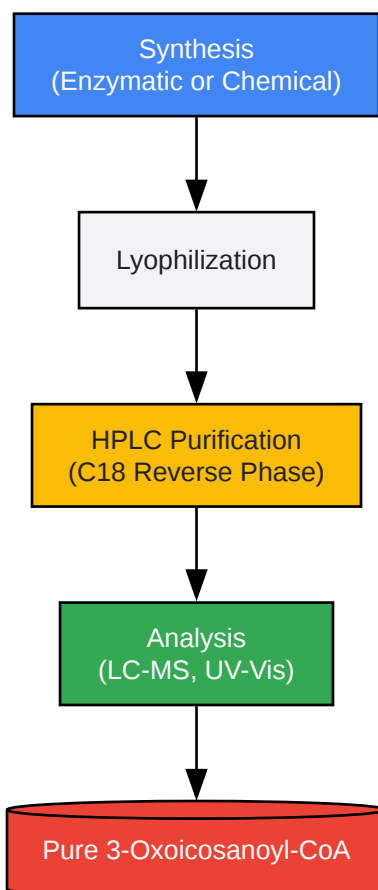 Synthesis
(Enzymatic or Chemical)
Lyophilization
HPLC Purification
(C18 Reverse Phase)
Analysis
(LC-MS, UV-Vis)
Pure 3-Oxoicosanoyl-CoA